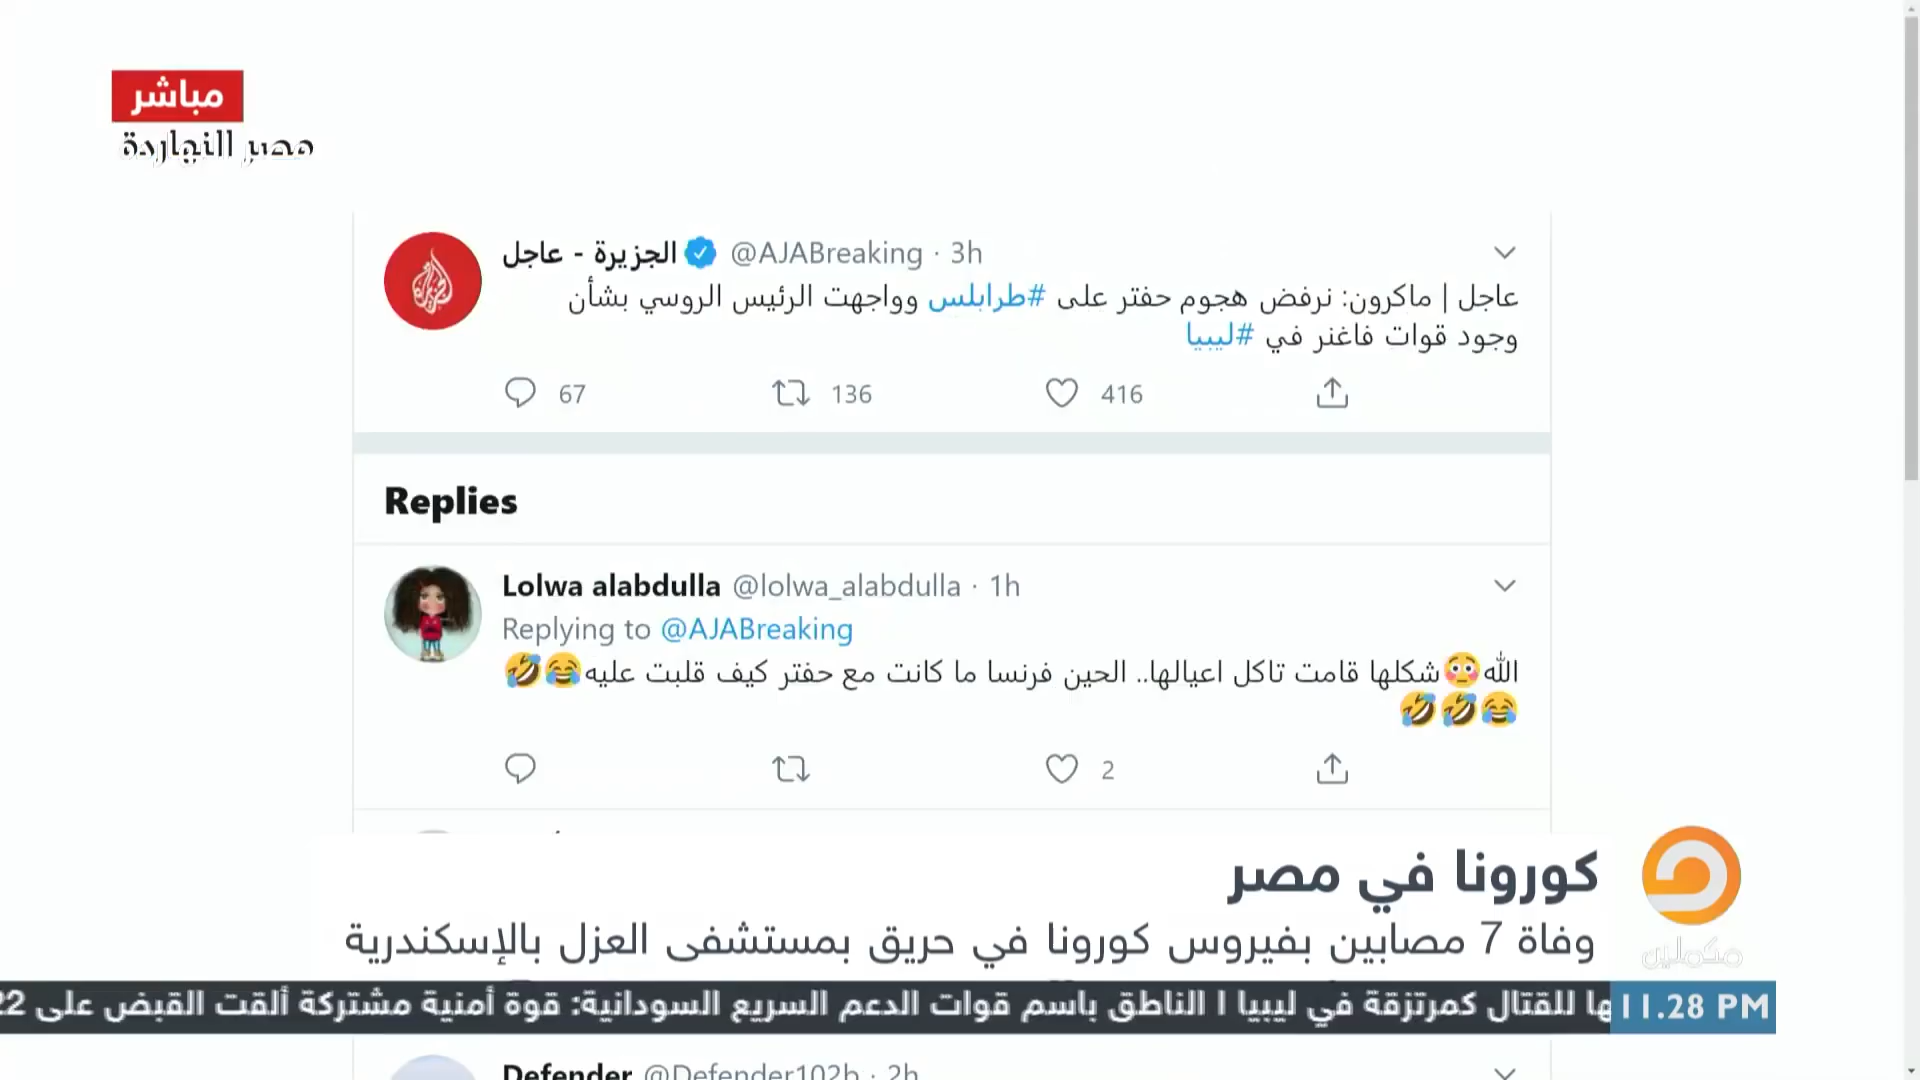 مباشر
مصر النهاردة
الجزيرة - عاجل @AJABreaking · 3h
عاجل | ماكرون: نرفض هجوم حفتر على #طرابلس وواجهت الرئيس الروسي بشأن
وجود قوات فاغنر في #ليبيا
67 136 416
Replies
Lolwa alabdulla @lolwa_alabdulla · 1h
Replying to @AJABreaking
الله😳شكلها قامت تاكل اعيالها.. الحين فرنسا ما كانت مع حفتر كيف قلبت عليه😂🤣
😂🤣🤣
2
كورونا في مصر
وفاة 7 مصابين بفيروس كورونا في حريق بمستشفى العزل بالإسكندرية
مكملين
ها للقتال كمرتزقة في ليبيا | الناطق باسم قوات الدعم السريع السودانية: قوة أمنية مشتركة ألقت القبض على 22
11.28 PM
Defender @Defender102b · 2h